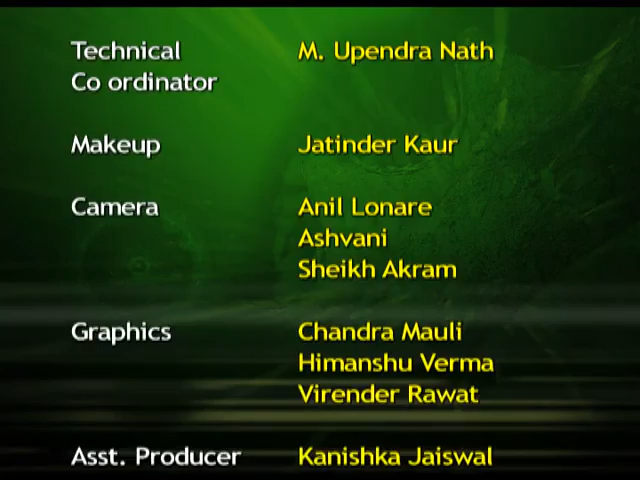 Technical M. Upendra Nath
Co ordinator
Makeup Jatinder Kaur
Camera Anil Lonare
Ashvani
Sheikh Akram
Graphics Chandra Mauli
Himanshu Verma
Virender Rawat
Asst. Producer Kanishka Jaiswal